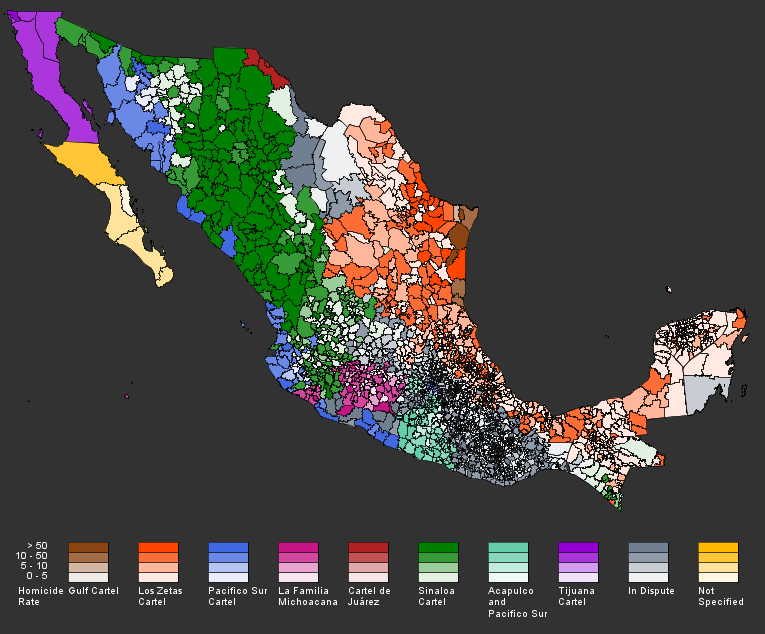 > 50
10 - 50
5 - 10
0 - 5
Homicide Rate
Gulf Cartel
Los Zetas Cartel
Pacifico Sur Cartel
La Familia Michoacana
Cartel de Juárez
Sinaloa Cartel
Acapulco and Pacifico Sur
Tijuana Cartel
In Dispute
Not Specified